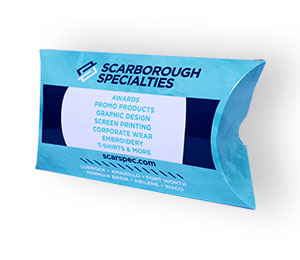 SCARBOROUGH
SPECIALTIES
AWARDS
PROMO PRODUCTS
GRAPHIC DESIGN
SCREEN PRINTING
CORPORATE WEAR
EMBROIDERY
T-SHIRTS & MORE
scarspec.com
LUBBOCK - AMARILLO - FORT WORTH
PERMIAN BASIN - ABILENE - WACO